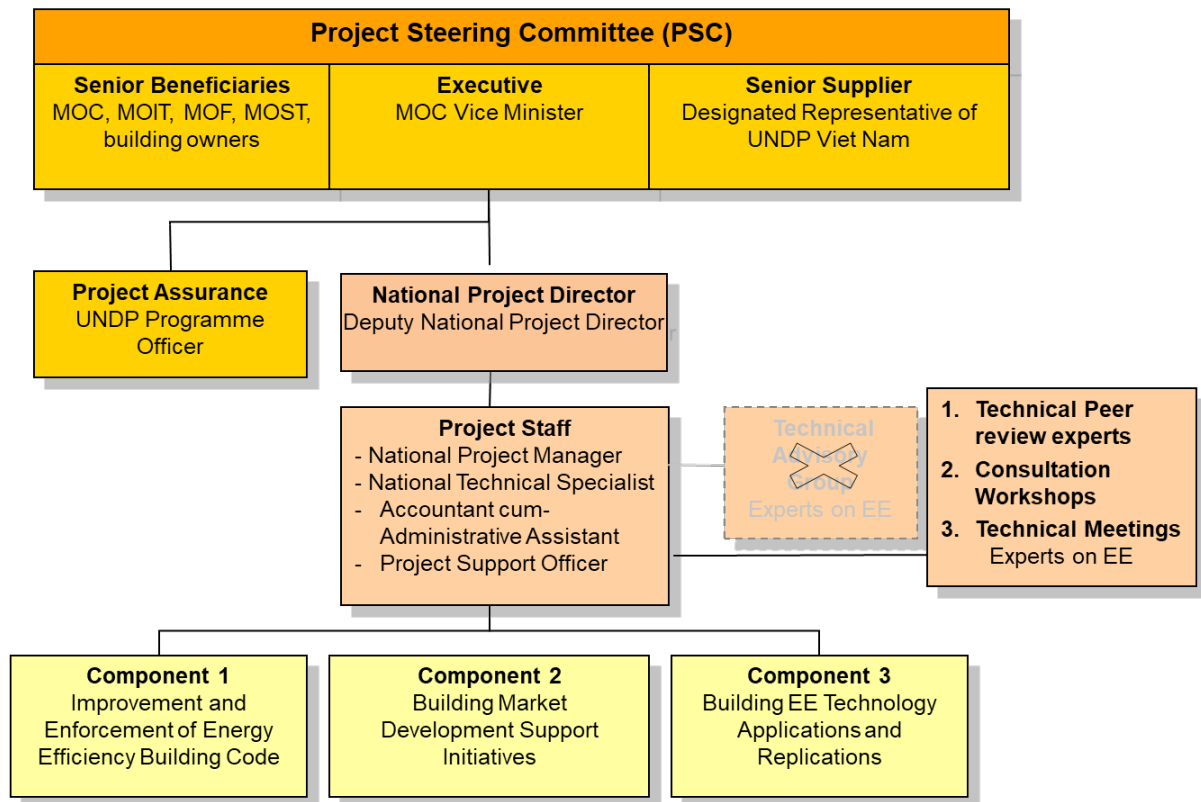 Project Steering Committee (PSC)
Senior Beneficiaries
MOC, MOIT, MOF, MOST,
building owners
Executive
MOC Vice Minister
Senior Supplier
Designated Representative of
UNDP Viet Nam
Project Assurance
UNDP Programme
Officer
National Project Director
Deputy National Project Director
Project Staff
- National Project Manager
- National Technical Specialist
- Accountant cum-
Administrative Assistant
- Project Support Officer
Technical
Advisory
Group
Experts on EE
1. Technical Peer
review experts
2. Consultation
Workshops
3. Technical Meetings
Experts on EE
Component 1
Improvement and
Enforcement of Energy
Efficiency Building Code
Component 2
Building Market
Development Support
Initiatives
Component 3
Building EE Technology
Applications and
Replications